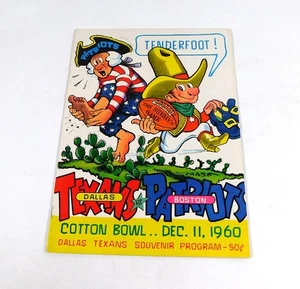 PATRIOTS
TENDERFOOT!
TEXANS PATRIOTS
DALLAS BOSTON
COTTON BOWL.. DEC. 11, 1960
DALLAS TEXANS SOUVENIR PROGRAM - 50¢